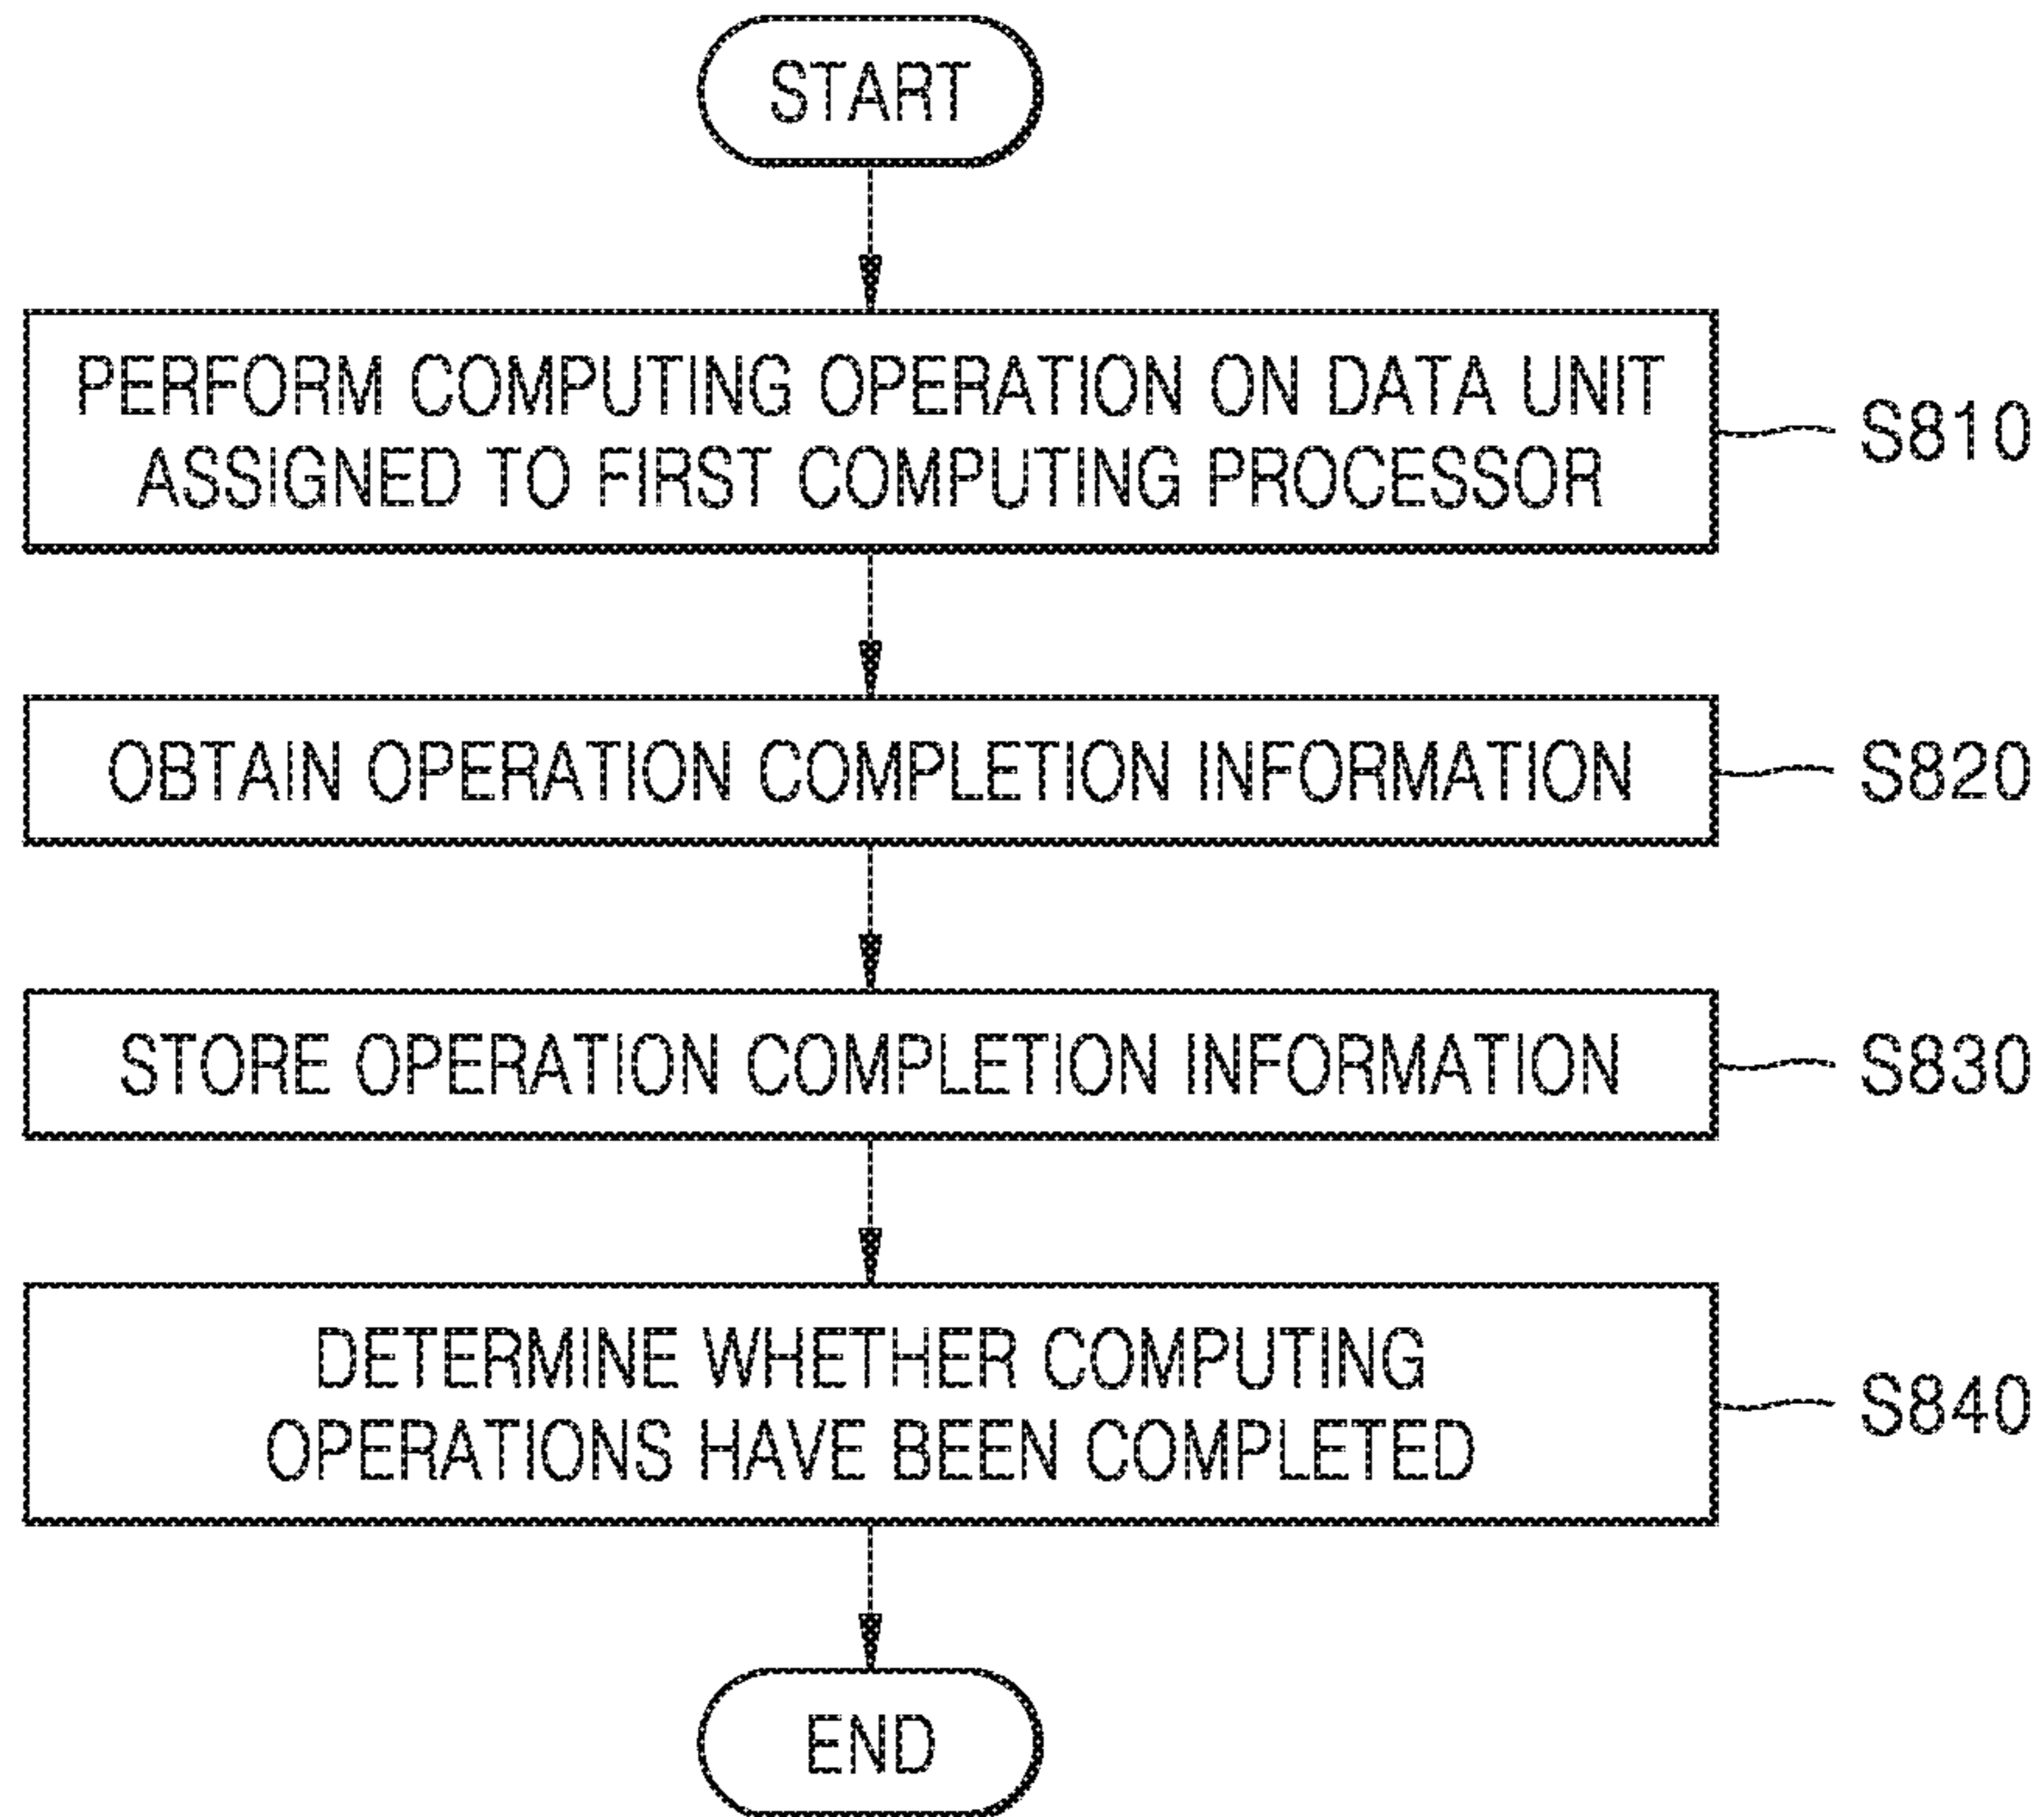 START
PERFORM COMPUTING OPERATION ON DATA UNIT
ASSIGNED TO FIRST COMPUTING PROCESSOR
S810
OBTAIN OPERATION COMPLETION INFORMATION
S820
STORE OPERATION COMPLETION INFORMATION
S830
DETERMINE WHETHER COMPUTING
OPERATIONS HAVE BEEN COMPLETED
S840
END